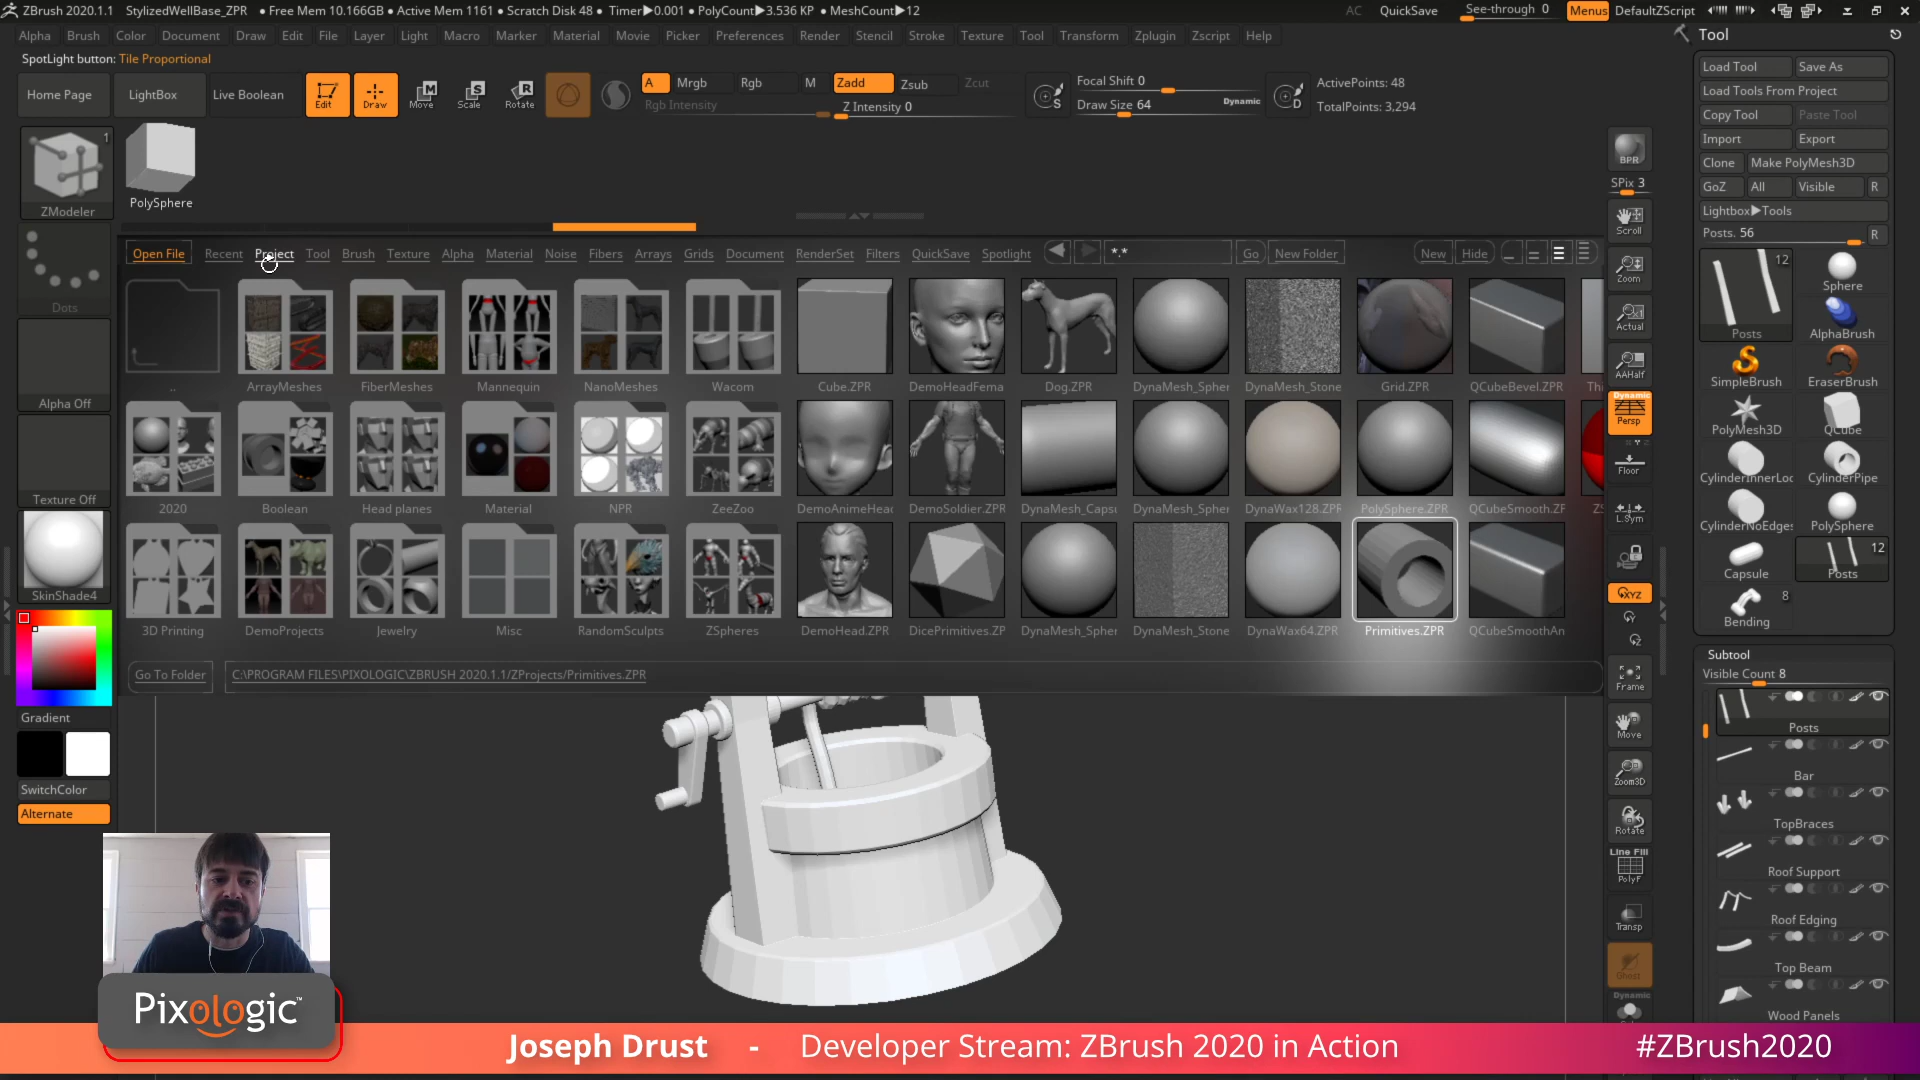 ZBrush 2020.1.1 StylizedWellBase_ZPR • Free Mem 10.166GB • Active Mem 1161 • Scratch Disk 48 • Timer▶0.001 • PolyCount▶3.536 KP • MeshCount▶12 AC QuickSave See-through 0 Menus DefaultZScript
Alpha Brush Color Document Draw Edit File Layer Light Macro Marker Material Movie Picker Preferences Render Stencil Stroke Texture Tool Transform Zplugin Zscript Help
SpotLight button: Tile Proportional
Home Page LightBox Live Boolean Edit Draw Move Scale Rotate
A Mrgb Rgb M Zadd Zsub Zcut
Rgb Intensity Z Intensity 0
Focal Shift 0
Draw Size 64 Dynamic
ActivePoints: 48
TotalPoints: 3,294
1
ZModeler PolySphere
Open File Recent Project Tool Brush Texture Alpha Material Noise Fibers Arrays Grids Document RenderSet Filters QuickSave Spotlight *.* Go New Folder New Hide
.. ArrayMeshes FiberMeshes Mannequin NanoMeshes Wacom Cube.ZPR DemoHeadFema Dog.ZPR DynaMesh_Spher DynaMesh_Stone Grid.ZPR QCubeBevel.ZPR Thi
2020 Boolean Head planes Material NPR ZeeZoo DemoAnimeHeac DemoSoldier.ZPR DynaMesh_Capsu DynaMesh_Spher DynaWax128.ZPR PolySphere.ZPR QCubeSmooth.ZF ZS
3D Printing DemoProjects Jewelry Misc RandomSculpts ZSpheres DemoHead.ZPR DicePrimitives.ZP DynaMesh_Spher DynaMesh_Stone DynaWax64.ZPR Primitives.ZPR QCubeSmoothAn
Go To Folder C:\PROGRAM FILES\PIXOLOGIC\ZBRUSH 2020.1.1/ZProjects/Primitives.ZPR
Dots
Alpha Off
Texture Off
SkinShade4
Gradient
SwitchColor
Alternate
BPR
SPix 3
Scroll
Zoom
Actual
AAHalf
Dynamic
Persp
Floor
L.Sym
XYZ
Frame
Move
Zoom3D
Rotate
Line Fill
PolyF
Transp
Ghost
Dynamic
Tool
Load Tool Save As
Load Tools From Project
Copy Tool Paste Tool
Import Export
Clone Make PolyMesh3D
GoZ All Visible R
Lightbox▶Tools
Posts. 56 R
12
Posts Sphere
AlphaBrush
SimpleBrush EraserBrush
PolyMesh3D QCube
CylinderInnerLoc CylinderPipe
CylinderNoEdges PolySphere
12
Capsule Posts
8
Bending
Subtool
Visible Count 8
Posts
Bar
TopBraces
Roof Support
Roof Edging
Top Beam
Wood Panels
Pixologic™
Joseph Drust - Developer Stream: ZBrush 2020 in Action #ZBrush2020